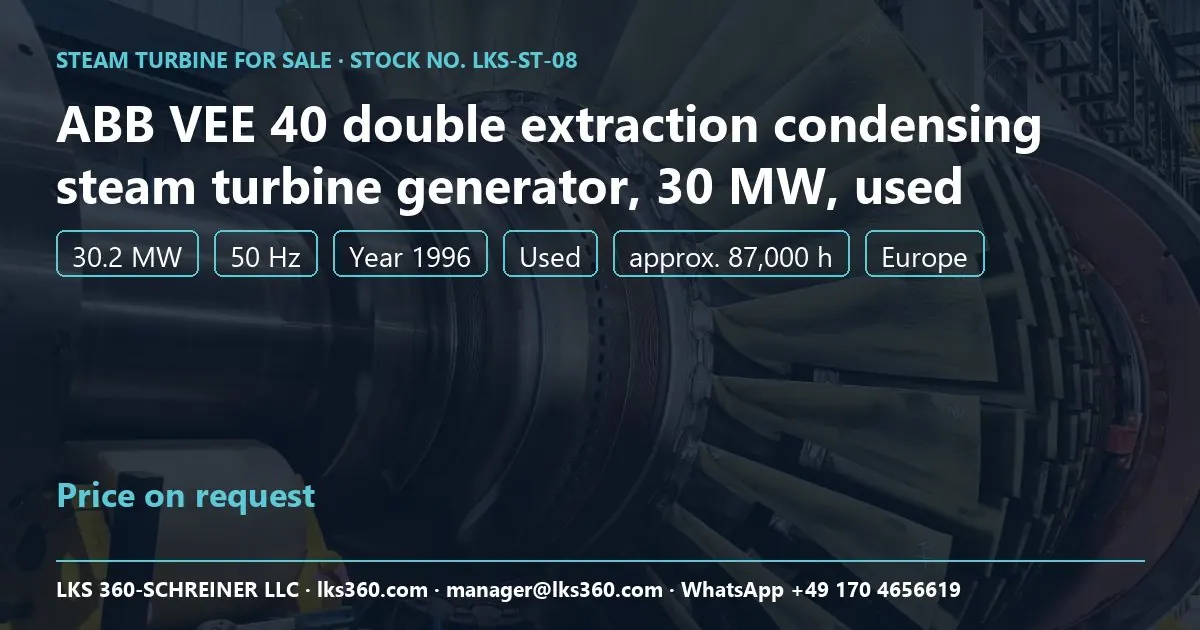 STEAM TURBINE FOR SALE · STOCK NO. LKS-ST-08
ABB VEE 40 double extraction condensing
steam turbine generator, 30 MW, used
30.2 MW 50 Hz Year 1996 Used approx. 87,000 h Europe
Price on request
LKS 360-SCHREINER LLC · lks360.com · manager@lks360.com · WhatsApp +49 170 4656619